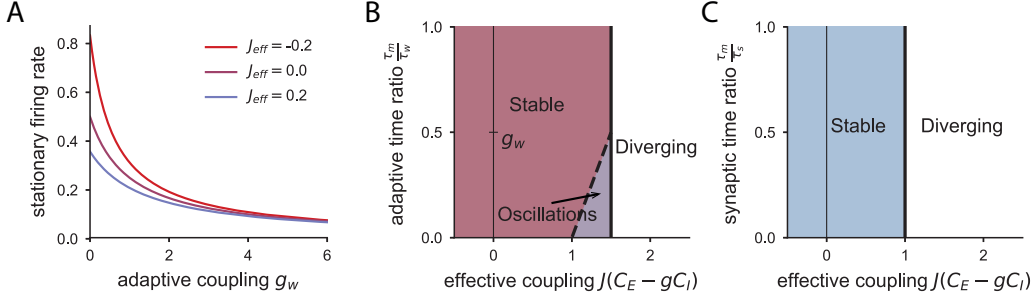 A
stationary firing rate
0.8
0.6
0.4
0.2
0.0
0
2
4
6
adaptive coupling g_w
J_eff = -0.2
J_eff = 0.0
J_eff = 0.2
B
adaptive time ratio τ_m/τ_w
1.0
0.5
0.0
Stable
g_w
Diverging
Oscillations
0
1
2
effective coupling J(C_E − gC_I)
C
synaptic time ratio τ_m/τ_s
1.0
0.5
0.0
Stable
Diverging
0
1
2
effective coupling J(C_E − gC_I)